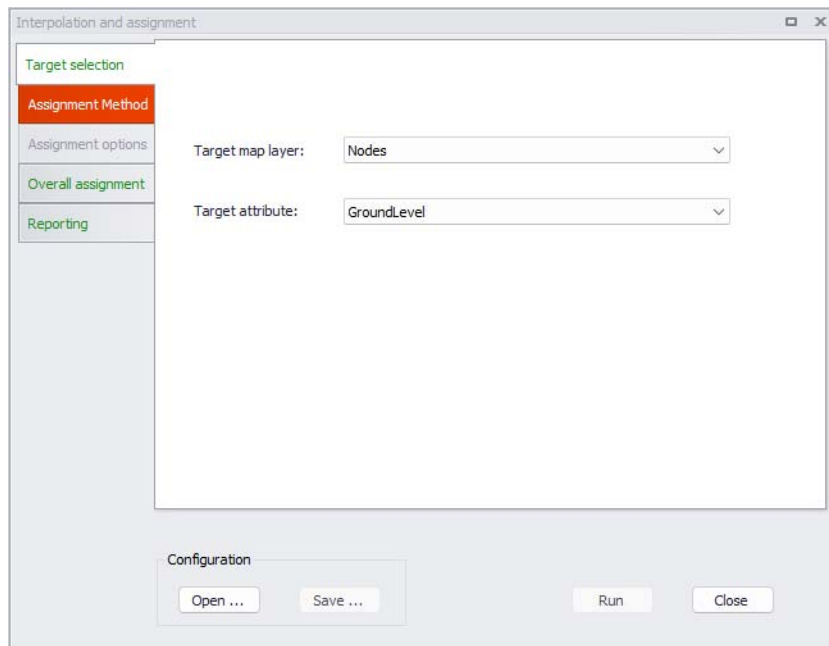 Interpolation and assignment
Target selection
Assignment Method
Assignment options
Overall assignment
Reporting
Target map layer: Nodes
Target attribute: GroundLevel
Configuration
Open ... Save ... Run Close